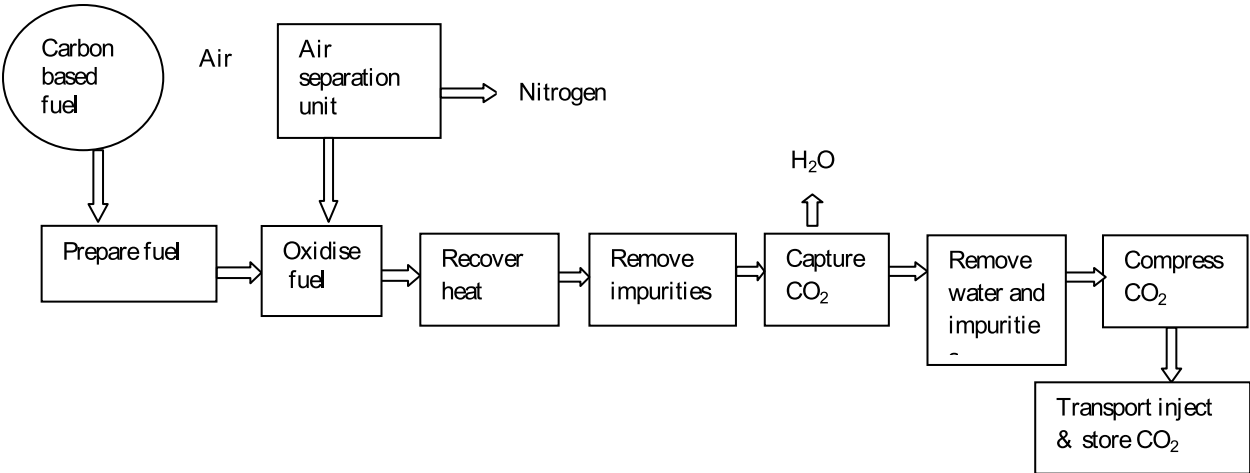 Carbon
based
fuel
Air
Air
separation
unit
Nitrogen
H₂O
Prepare fuel
Oxidise
fuel
Recover
heat
Remove
impurities
Capture
CO₂
Remove
water and
impuritie
Compress
CO₂
Transport inject
& store CO₂